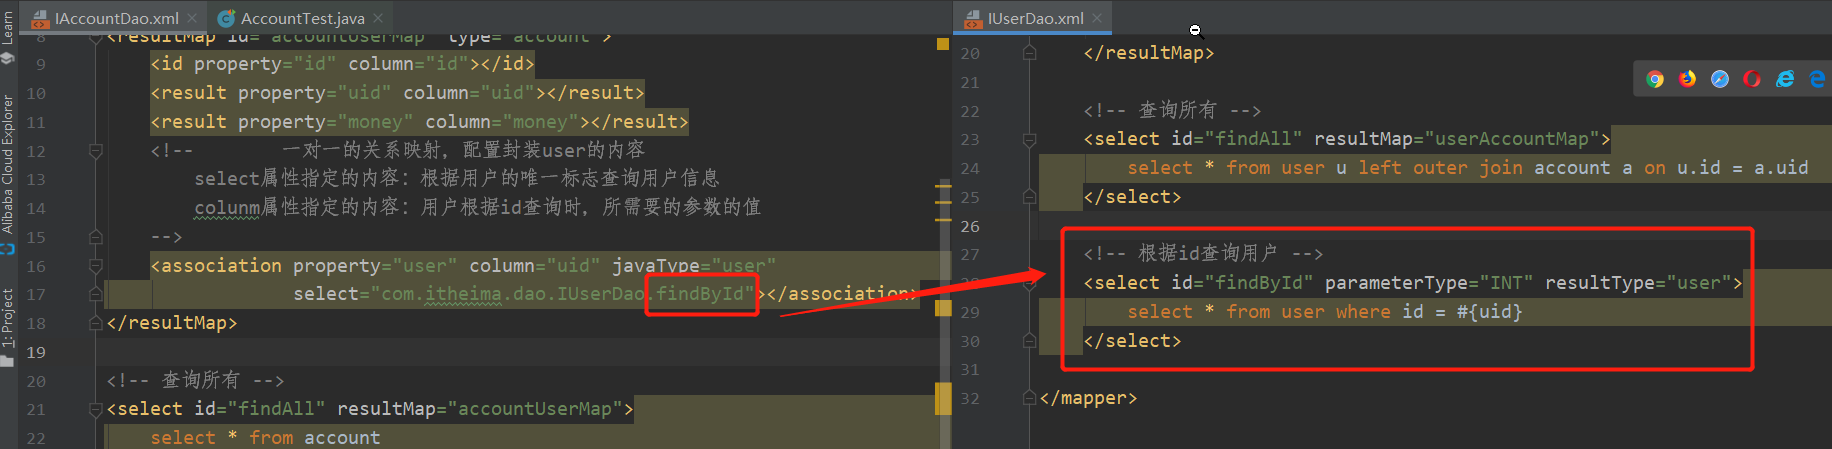 Learn
Alibaba Cloud Explorer
1: Project
IAccountDao.xml
AccountTest.java
8 <resultMap id="accountUserMap" type="account">
9 <id property="id" column="id"></id>
10 <result property="uid" column="uid"></result>
11 <result property="money" column="money"></result>
12 <!-- 一对一的关系映射，配置封装user的内容
13 select属性指定的内容：根据用户的唯一标志查询用户信息
14 colunm属性指定的内容：用户根据id查询时，所需要的参数的值
15 -->
16 <association property="user" column="uid" javaType="user"
17 select="com.itheima.dao.IUserDao.findById"></association>
18 </resultMap>
19
20 <!-- 查询所有 -->
21 <select id="findAll" resultMap="accountUserMap">
22 select * from account
IUserDao.xml
20 </resultMap>
21
22 <!-- 查询所有 -->
23 <select id="findAll" resultMap="userAccountMap">
24 select * from user u left outer join account a on u.id = a.uid
25 </select>
26
27 <!-- 根据id查询用户 -->
28 <select id="findById" parameterType="INT" resultType="user">
29 select * from user where id = #{uid}
30 </select>
31
32 </mapper>